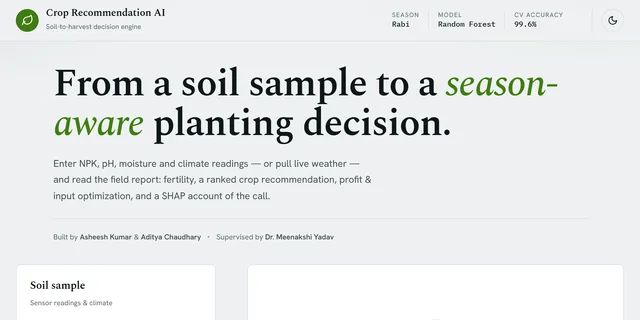 Crop Recommendation AI
Soil-to-harvest decision engine
SEASON
Rabi
MODEL
Random Forest
CV ACCURACY
99.6%
From a soil sample to a season-
aware planting decision.
Enter NPK, pH, moisture and climate readings — or pull live weather —
and read the field report: fertility, a ranked crop recommendation, profit &
input optimization, and a SHAP account of the call.
Built by Asheesh Kumar & Aditya Chaudhary · Supervised by Dr. Meenakshi Yadav
Soil sample
Sensor readings & climate